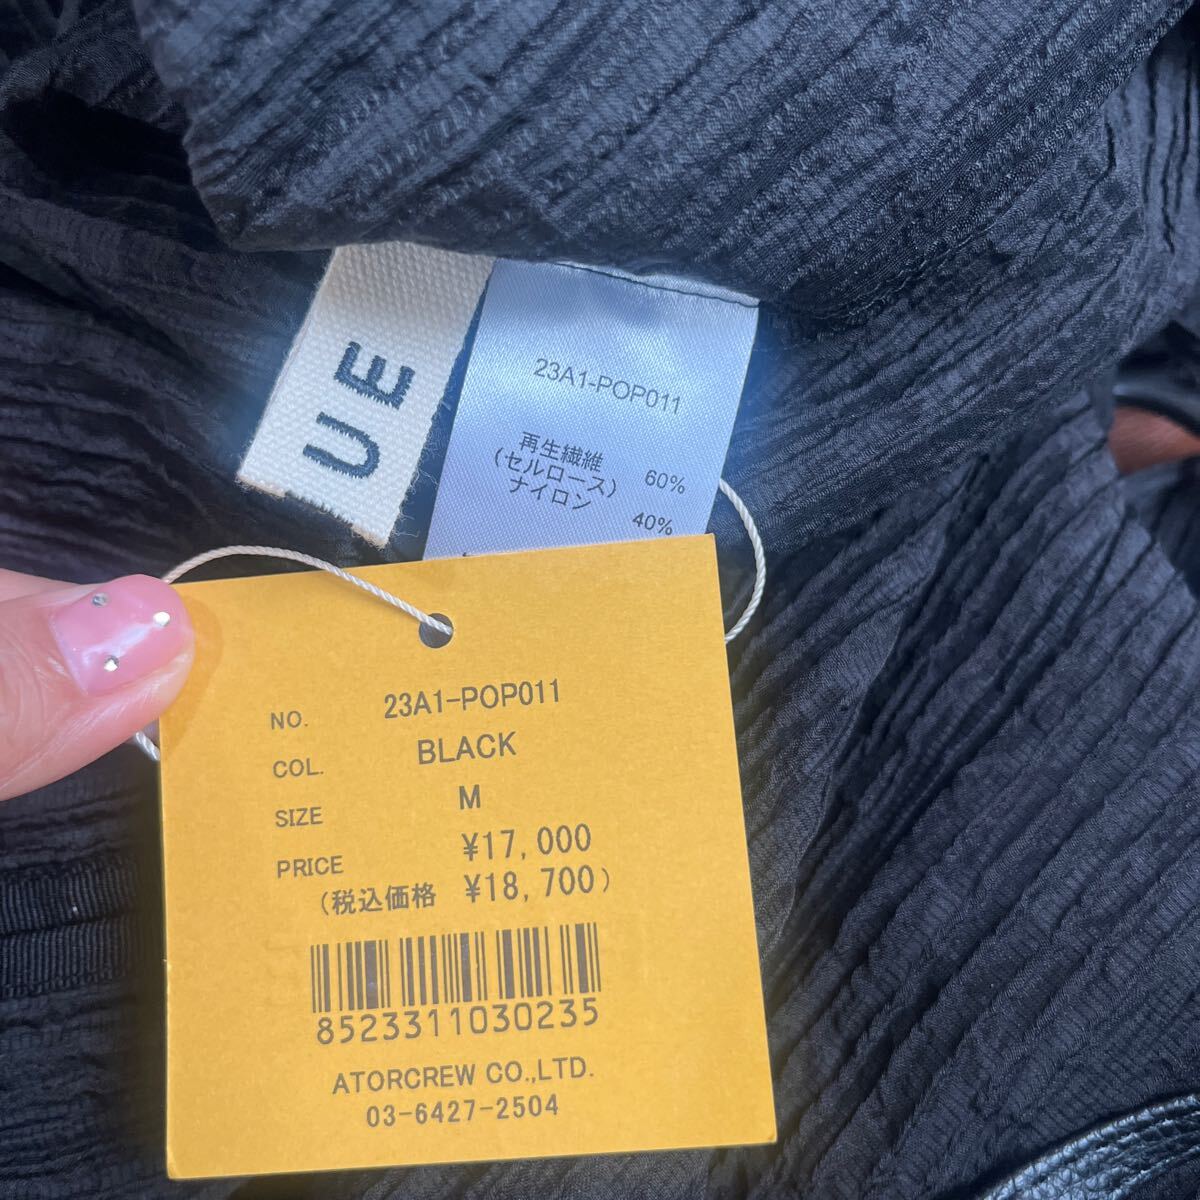 UE
23A1-POP011
再生繊維
(セルロース) 60%
ナイロン 40%
NO. 23A1-POP011
COL. BLACK
SIZE M
PRICE ¥17,000
(税込価格 ¥18,700)
8523311030235
ATORCREW CO.,LTD.
03-6427-2504